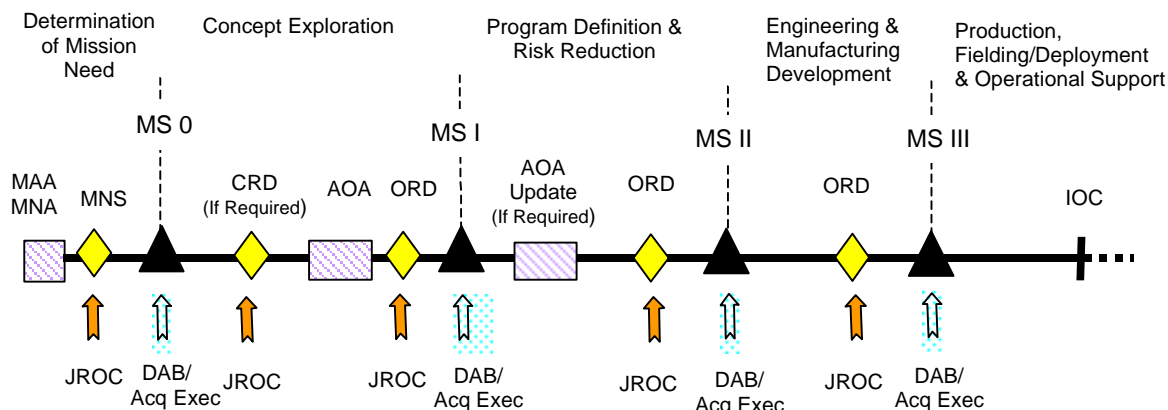 Determination
of Mission
Need
Concept Exploration
Program Definition &
Risk Reduction
Engineering &
Manufacturing
Development
Production,
Fielding/Deployment
& Operational Support
MS 0
MS I
MS II
MS III
MAA
MNA
MNS
CRD
(If Required)
AOA
ORD
AOA
Update
(If Required)
ORD
ORD
IOC
JROC
DAB/
Acq Exec
JROC
JROC
DAB/
Acq Exec
JROC
DAB/
Acq Exec
JROC
DAB/
Acq Exec